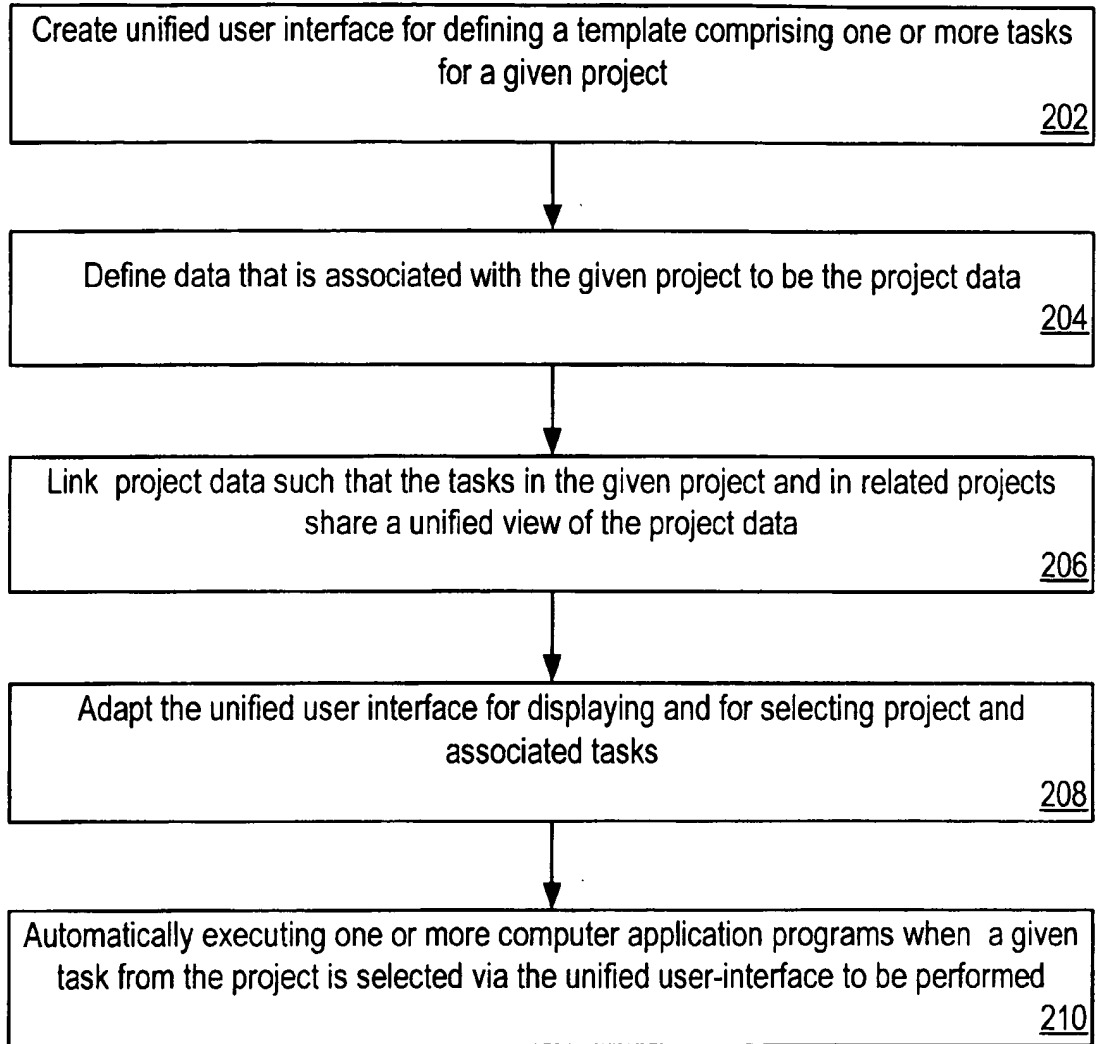 Create unified user interface for defining a template comprising one or more tasks
for a given project
202
Define data that is associated with the given project to be the project data
204
Link project data such that the tasks in the given project and in related projects
share a unified view of the project data
206
Adapt the unified user interface for displaying and for selecting project and
associated tasks
208
Automatically executing one or more computer application programs when a given
task from the project is selected via the unified user-interface to be performed
210